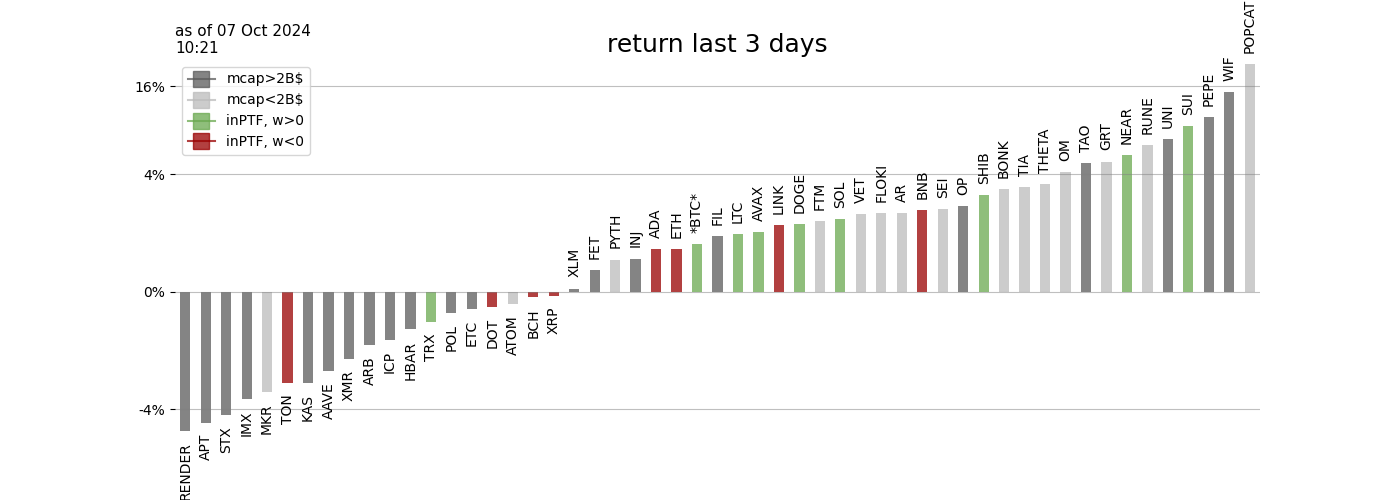 as of 07 Oct 2024
10:21
return last 3 days
mcap>2B$
mcap<2B$
inPTF, w>0
inPTF, w<0
16%
4%
0%
-4%
RENDER
APT
STX
IMX
MKR
TON
KAS
AAVE
XMR
ARB
ICP
HBAR
TRX
POL
ETC
DOT
ATOM
BCH
XRP
XLM
FET
PYTH
INJ
ADA
ETH
*BTC*
FIL
LTC
AVAX
LINK
DOGE
FTM
SOL
VET
FLOKI
AR
BNB
SEI
OP
SHIB
BONK
TIA
THETA
OM
TAO
GRT
NEAR
RUNE
UNI
SUI
PEPE
WIF
POPCAT